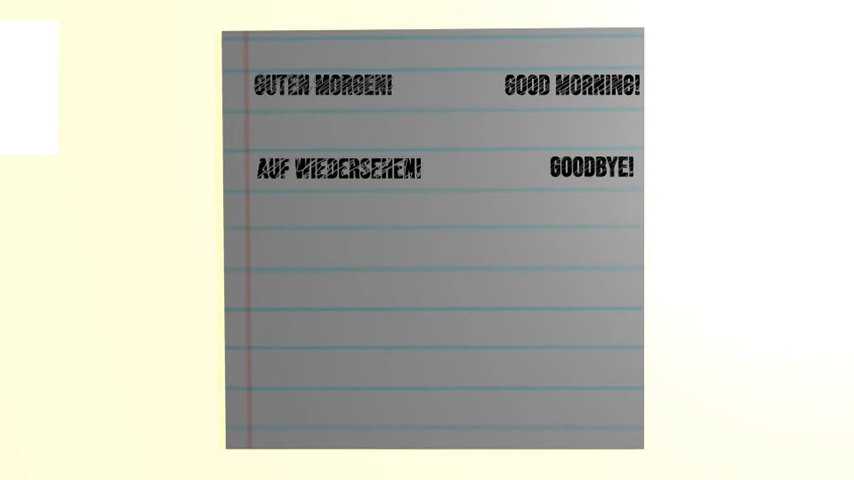 GUTEN MORGEN! GOOD MORNING!
AUF WIEDERSEHEN! GOODBYE!